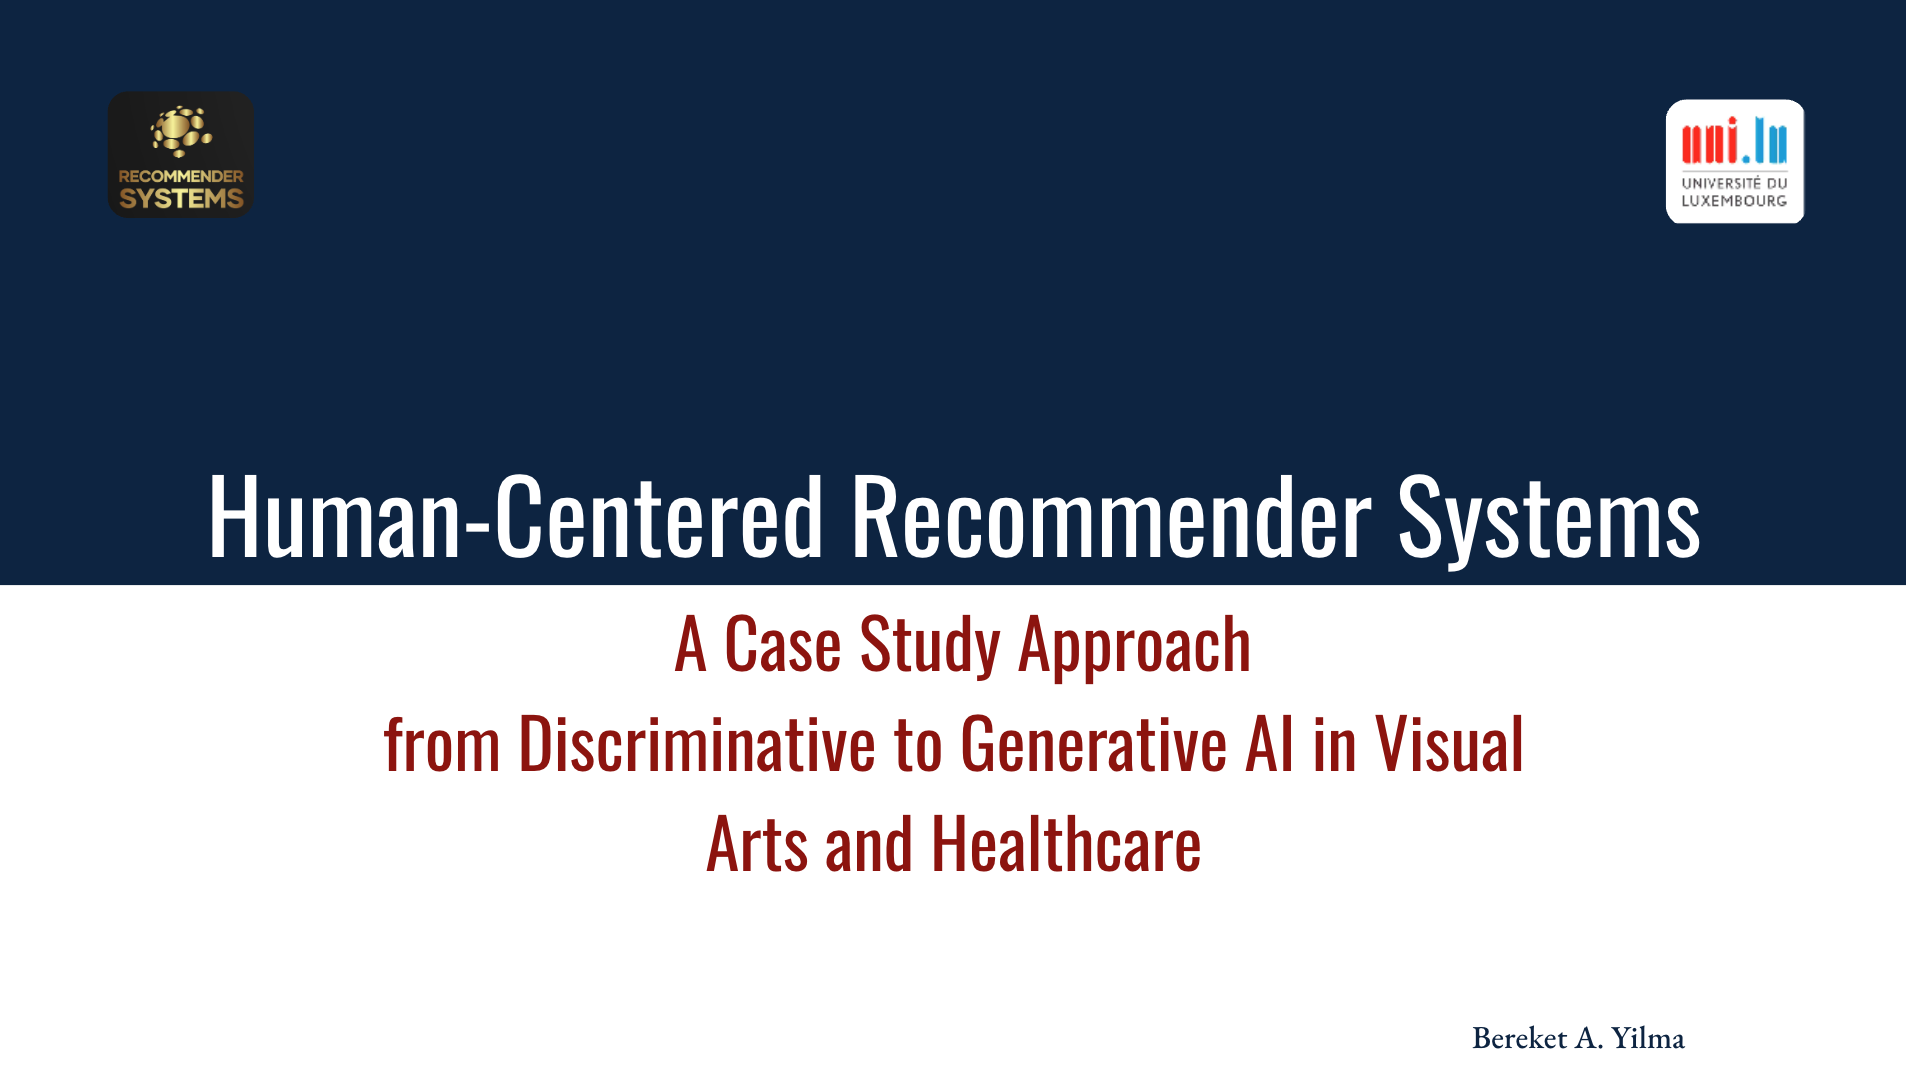 RECOMMENDER
SYSTEMS
uni.lu
UNIVERSITÉ DU
LUXEMBOURG
Human-Centered Recommender Systems
A Case Study Approach
from Discriminative to Generative AI in Visual
Arts and Healthcare
Bereket A. Yilma